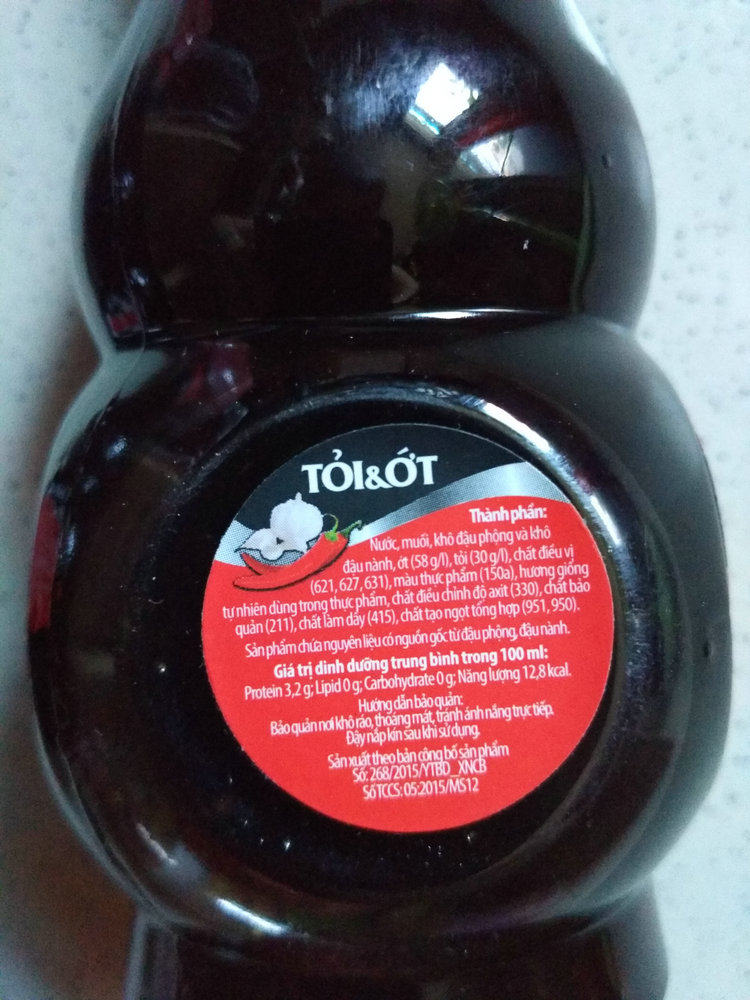 TỎI&ỚT
Thành phần:
Nước, muối, khô đậu phộng và khô
đậu nành, ớt (58 g/l), tỏi (30 g/l), chất điều vị
(621, 627, 631), màu thực phẩm (150a), hương giống
tự nhiên dùng trong thực phẩm, chất điều chỉnh độ axit (330), chất bảo
quản (211), chất làm dày (415), chất tạo ngọt tổng hợp (951, 950).
Sản phẩm chứa nguyên liệu có nguồn gốc từ đậu phộng, đậu nành.
Giá trị dinh dưỡng trung bình trong 100 ml:
Protein 3,2 g; Lipid 0 g; Carbohydrate 0 g; Năng lượng 12,8 kcal.
Hướng dẫn bảo quản:
Bảo quản nơi khô ráo, thoáng mát, tránh ánh nắng trực tiếp.
Đậy nắp kín sau khi sử dụng.
Sản xuất theo bản công bố sản phẩm
Số: 268/2015/YTBD_XNCB
Số TCCS: 05:2015/MS12